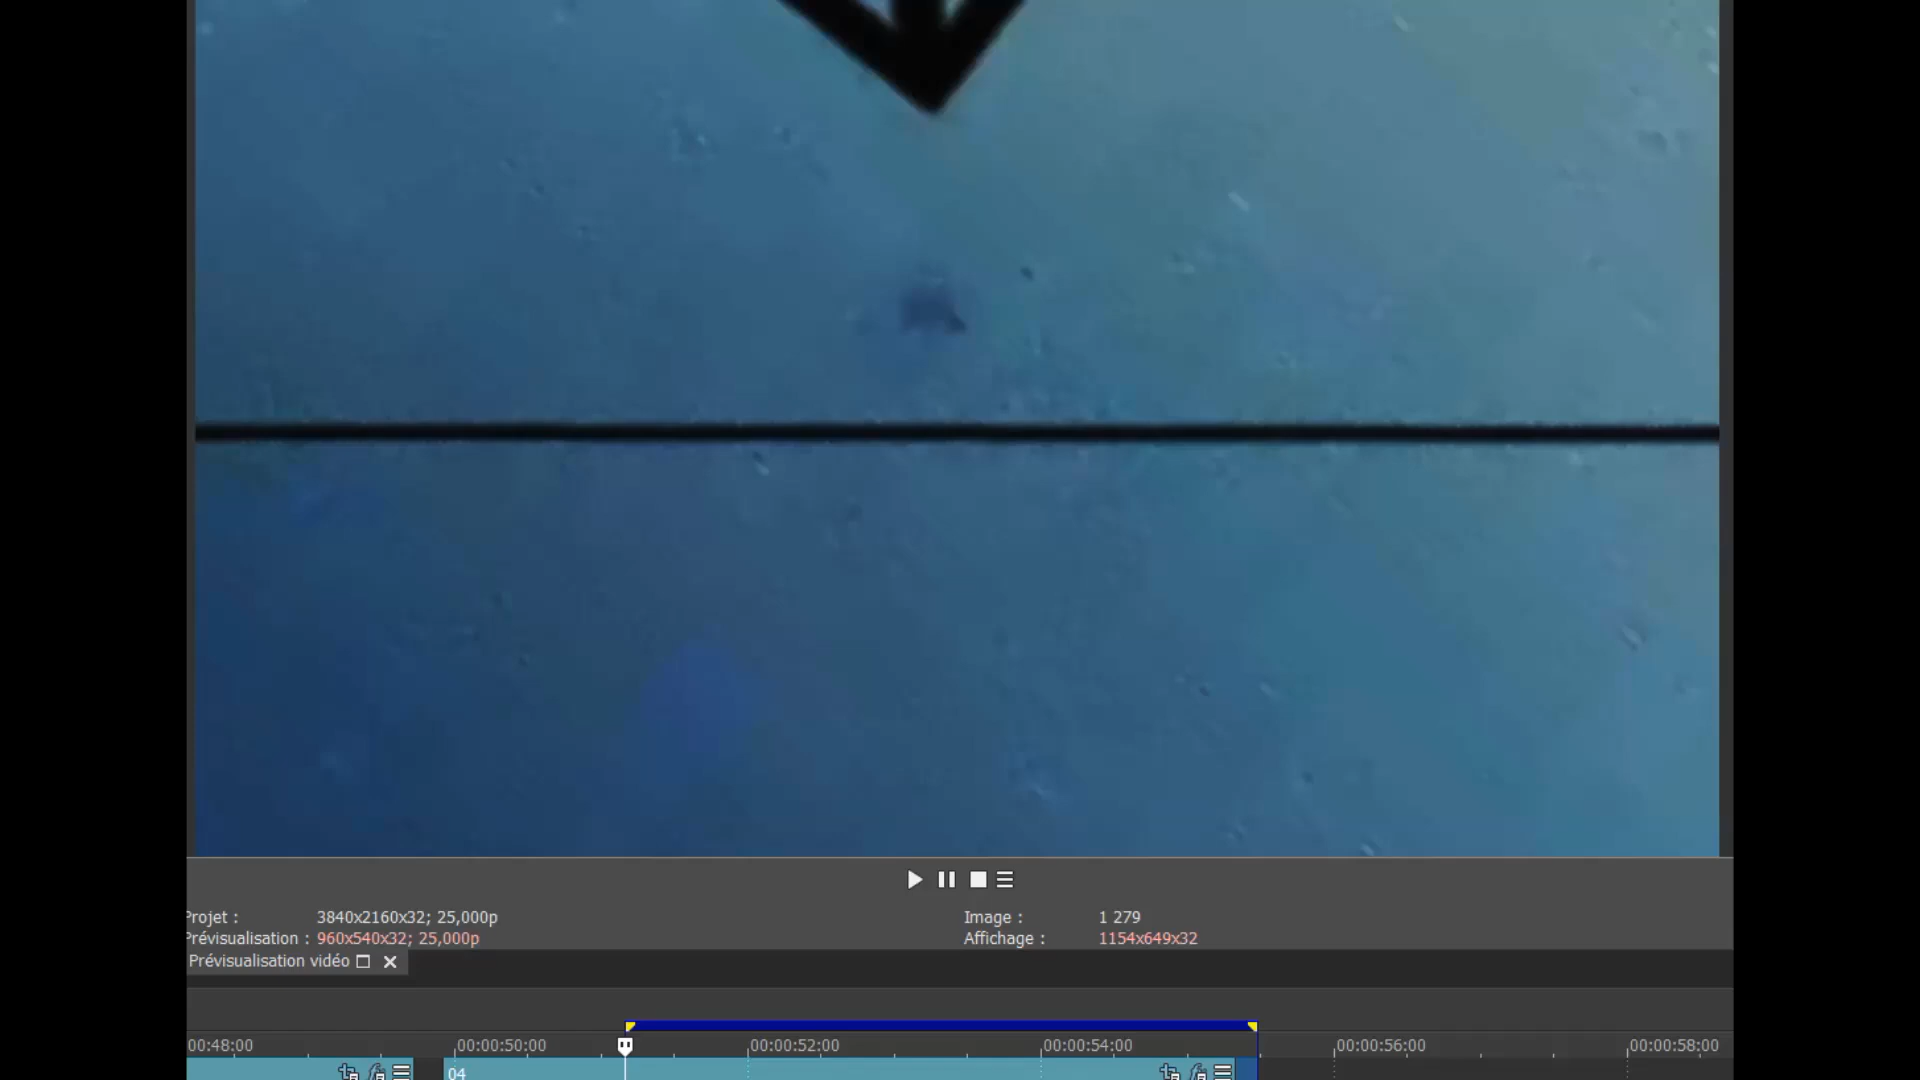 Projet : 3840x2160x32; 25,000p Image : 1 279
Prévisualisation : 960x540x32; 25,000p Affichage : 1154x649x32
Prévisualisation vidéo
00:48:00 00:00:50:00 00:00:52:00 00:00:54:00 00:00:56:00 00:00:58:00
04